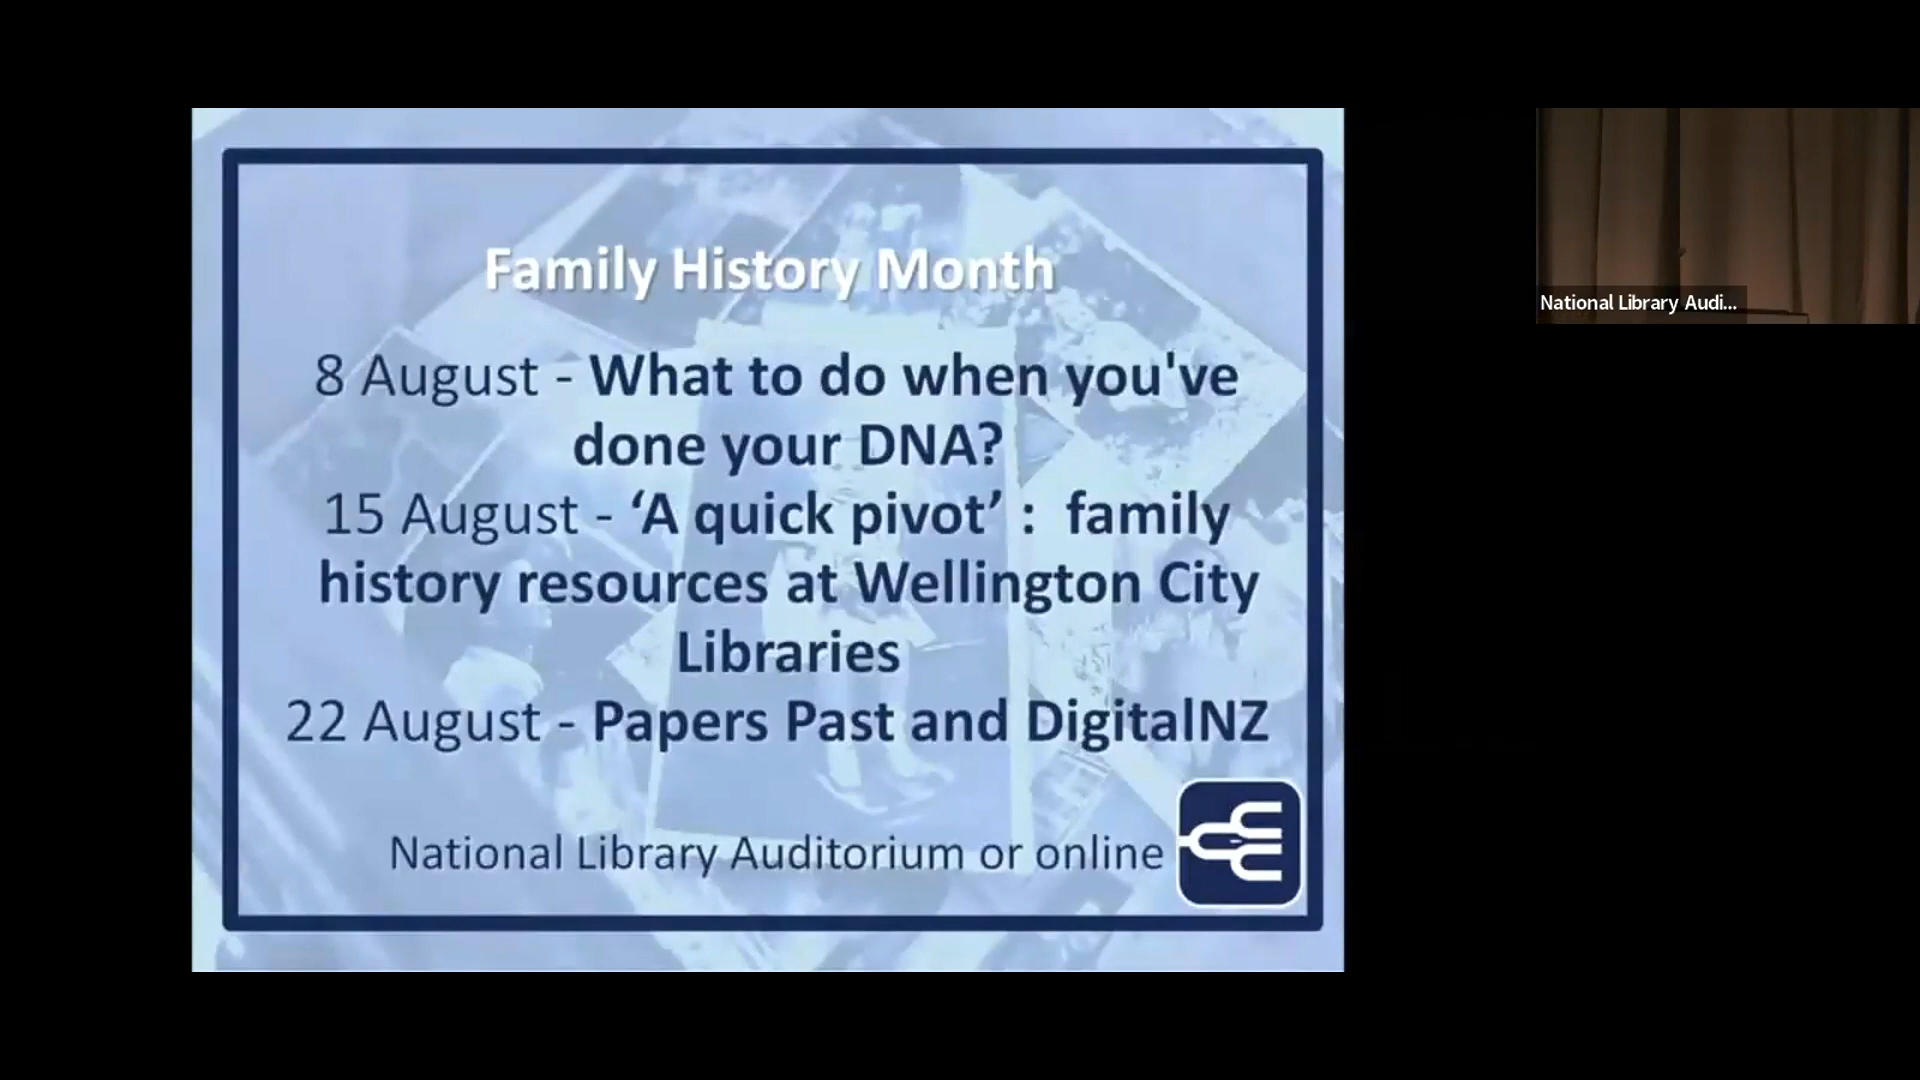 Family History Month
8 August - What to do when you've
done your DNA?
15 August - ‘A quick pivot’ :  family
history resources at Wellington City
Libraries
22 August - Papers Past and DigitalNZ
National Library Auditorium or online
National Library Audi...